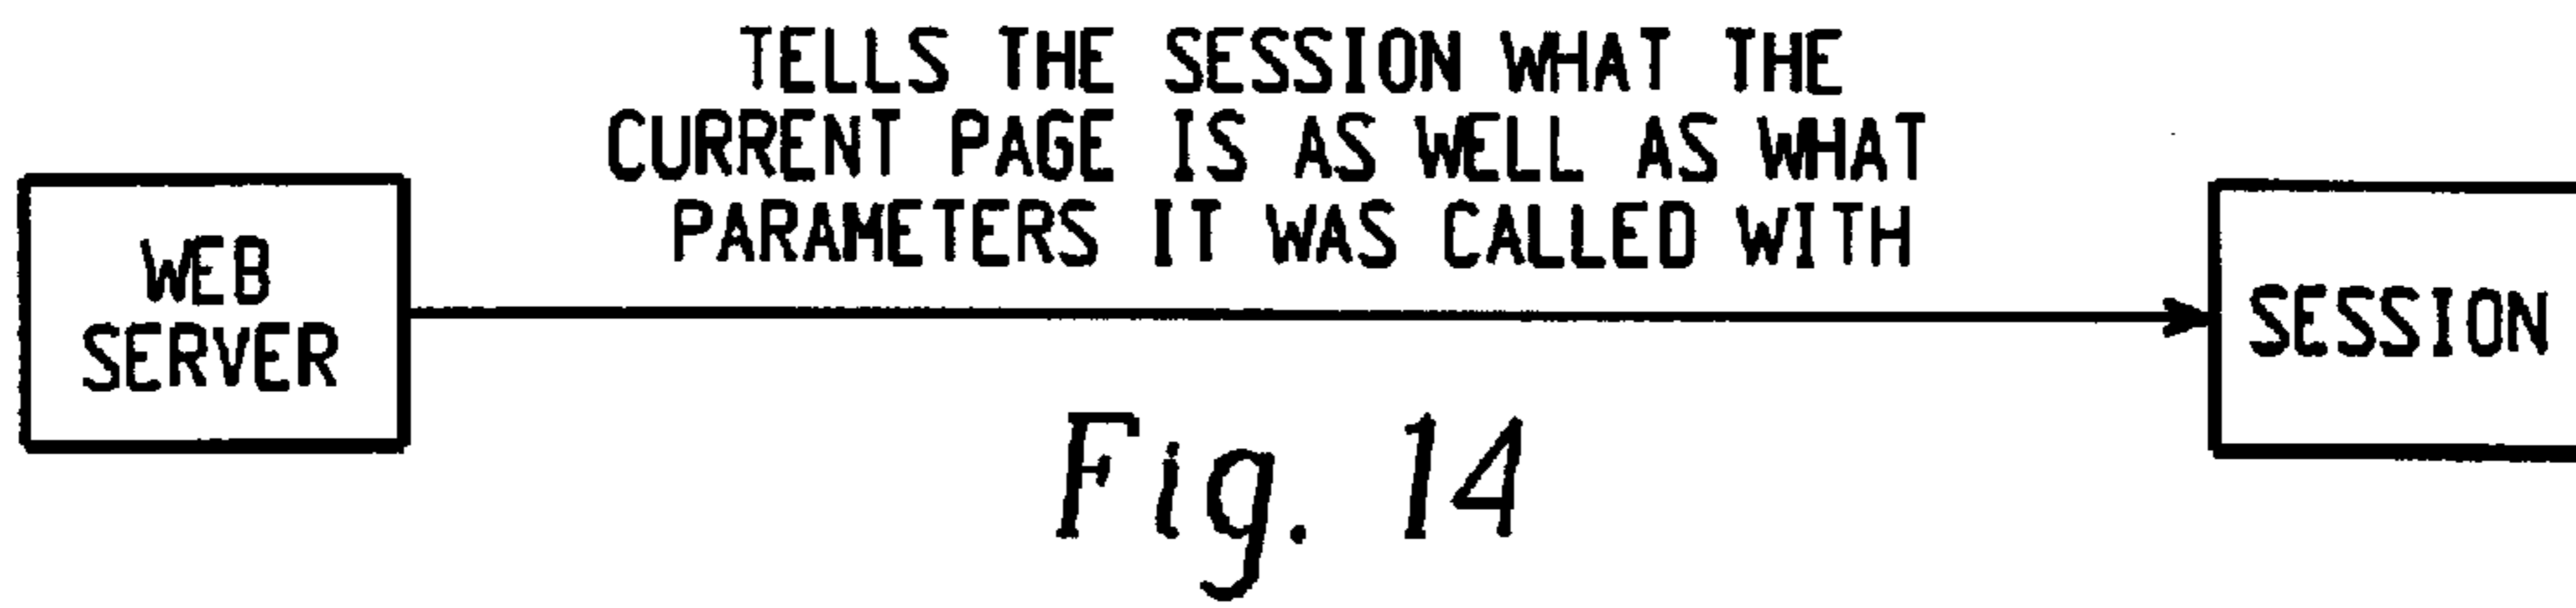 TELLS THE SESSION WHAT THE
CURRENT PAGE IS AS WELL AS WHAT
PARAMETERS IT WAS CALLED WITH
WEB
SERVER
SESSION
Fig. 14